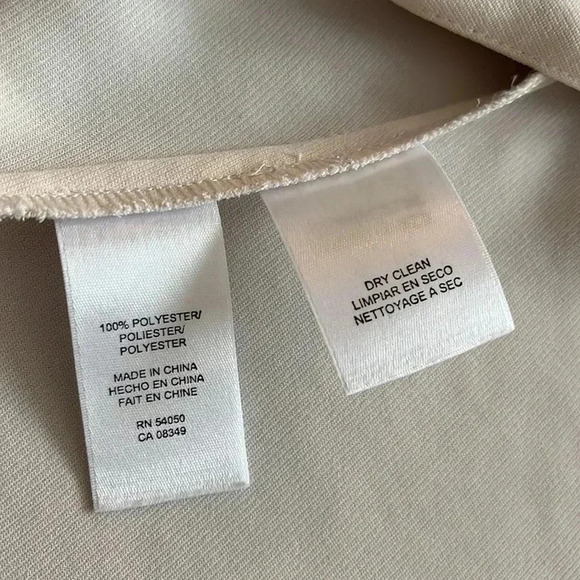 100% POLYESTER/
POLIESTER/
POLYESTER
MADE IN CHINA
HECHO EN CHINA
FAIT EN CHINE
RN 54050
CA 08349
DRY CLEAN
LIMPIAR EN SECO
NETTOYAGE A SEC